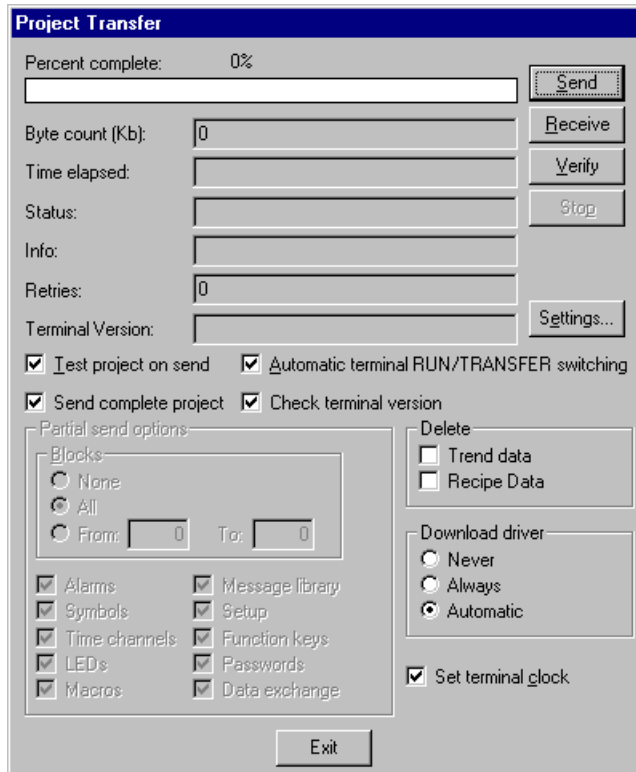 Project Transfer
Percent complete: 0%
Send
Byte count (Kb): 0
Receive
Time elapsed:
Verify
Status:
Stop
Info:
Retries: 0
Terminal Version:
Settings...
Test project on send Automatic terminal RUN/TRANSFER switching
Send complete project Check terminal version
Partial send options
Blocks
None
All
From: 0 To: 0
Alarms Message library
Symbols Setup
Time channels Function keys
LEDs Passwords
Macros Data exchange
Delete
Trend data
Recipe Data
Download driver
Never
Always
Automatic
Set terminal clock
Exit